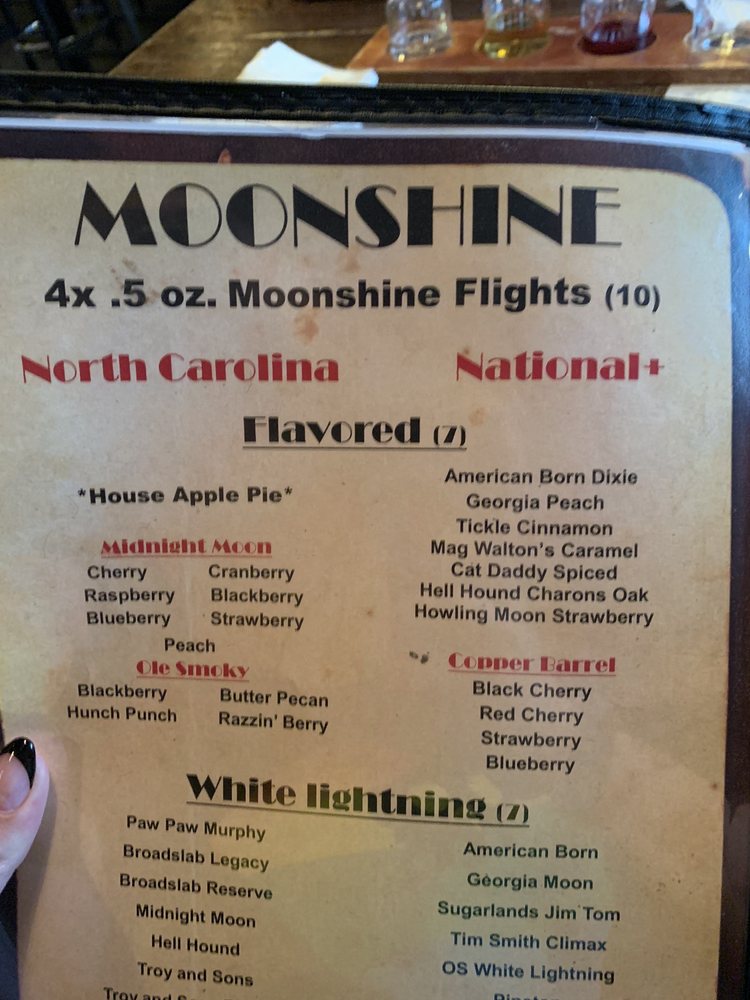 MOONSHINE
4x .5 oz. Moonshine Flights (10)
North Carolina
National+
Flavored (7)
*House Apple Pie*
Midnight Moon
Cherry Cranberry
Raspberry Blackberry
Blueberry Strawberry
Peach
Ole Smoky
Blackberry Butter Pecan
Hunch Punch Razzin' Berry
American Born Dixie
Georgia Peach
Tickle Cinnamon
Mag Walton's Caramel
Cat Daddy Spiced
Hell Hound Charons Oak
Howling Moon Strawberry
Copper Barrel
Black Cherry
Red Cherry
Strawberry
Blueberry
White lightning (7)
Paw Paw Murphy
Broadslab Legacy
Broadslab Reserve
Midnight Moon
Hell Hound
Troy and Sons
Troy and
American Born
Georgia Moon
Sugarlands Jim Tom
Tim Smith Climax
OS White Lightning